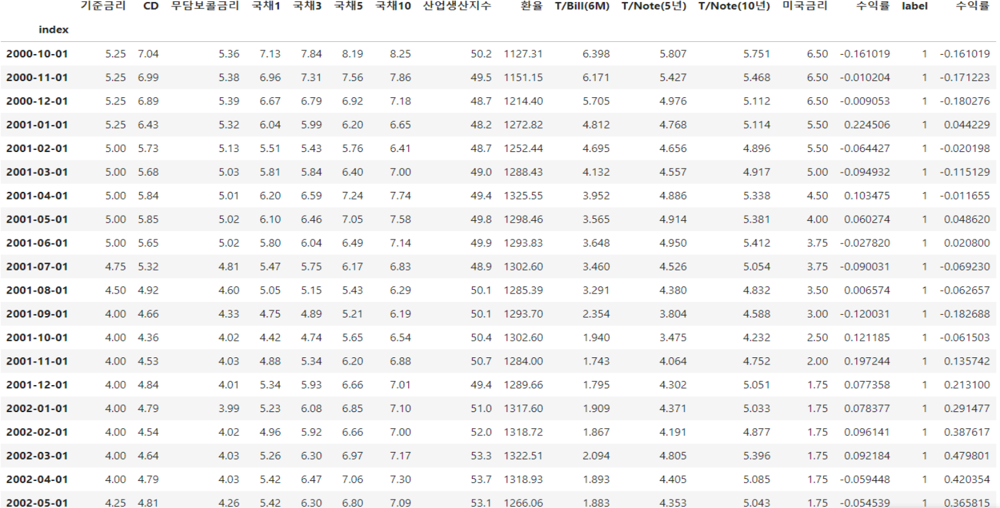 기준금리 CD 무담보콜금리 국채1 국채3 국채5 국채10 산업생산지수 환율 T/Bill(6M) T/Note(5년) T/Note(10년) 미국금리 수익률 label 수익률
index
2000-10-01 5.25 7.04 5.36 7.13 7.84 8.19 8.25 50.2 1127.31 6.398 5.807 5.751 6.50 -0.161019 1 -0.161019
2000-11-01 5.25 6.99 5.38 6.96 7.31 7.56 7.86 49.5 1151.15 6.171 5.427 5.468 6.50 -0.010204 1 -0.171223
2000-12-01 5.25 6.89 5.39 6.67 6.79 6.92 7.18 48.7 1214.40 5.705 4.976 5.112 6.50 -0.009053 1 -0.180276
2001-01-01 5.25 6.43 5.32 6.04 5.99 6.20 6.65 48.2 1272.82 4.812 4.768 5.114 5.50 0.224506 1 0.044229
2001-02-01 5.00 5.73 5.13 5.51 5.43 5.76 6.41 48.7 1252.44 4.695 4.656 4.896 5.50 -0.064427 1 -0.020198
2001-03-01 5.00 5.68 5.03 5.81 5.84 6.40 7.00 49.0 1288.43 4.132 4.557 4.917 5.00 -0.094932 1 -0.115129
2001-04-01 5.00 5.84 5.01 6.20 6.59 7.24 7.74 49.4 1325.55 3.952 4.886 5.338 4.50 0.103475 1 -0.011655
2001-05-01 5.00 5.85 5.02 6.10 6.46 7.05 7.58 49.8 1298.46 3.565 4.914 5.381 4.00 0.060274 1 0.048620
2001-06-01 5.00 5.65 5.02 5.80 6.04 6.49 7.14 49.9 1293.83 3.648 4.950 5.412 3.75 -0.027820 1 0.020800
2001-07-01 4.75 5.32 4.81 5.47 5.75 6.17 6.83 48.9 1302.60 3.460 4.526 5.054 3.75 -0.090031 1 -0.069230
2001-08-01 4.50 4.92 4.60 5.05 5.15 5.43 6.29 50.1 1285.39 3.291 4.380 4.832 3.50 0.006574 1 -0.062657
2001-09-01 4.00 4.66 4.33 4.75 4.89 5.21 6.19 50.1 1293.70 2.354 3.804 4.588 3.00 -0.120031 1 -0.182688
2001-10-01 4.00 4.36 4.02 4.42 4.74 5.65 6.54 50.4 1302.60 1.940 3.475 4.232 2.50 0.121185 1 -0.061503
2001-11-01 4.00 4.53 4.03 4.88 5.34 6.20 6.88 50.7 1284.00 1.743 4.064 4.752 2.00 0.197244 1 0.135742
2001-12-01 4.00 4.84 4.01 5.34 5.93 6.66 7.01 49.4 1289.66 1.795 4.302 5.051 1.75 0.077358 1 0.213100
2002-01-01 4.00 4.79 3.99 5.23 6.08 6.85 7.10 51.0 1317.60 1.909 4.371 5.033 1.75 0.078377 1 0.291477
2002-02-01 4.00 4.54 4.02 4.96 5.92 6.66 7.00 52.0 1318.72 1.867 4.191 4.877 1.75 0.096141 1 0.387617
2002-03-01 4.00 4.64 4.03 5.26 6.30 6.97 7.17 53.3 1322.51 2.094 4.805 5.396 1.75 0.092184 1 0.479801
2002-04-01 4.00 4.79 4.03 5.42 6.47 7.06 7.30 53.7 1318.93 1.893 4.405 5.085 1.75 -0.059448 1 0.420354
2002-05-01 4.25 4.81 4.26 5.42 6.30 6.80 7.09 53.1 1266.06 1.883 4.353 5.043 1.75 -0.054539 1 0.365815